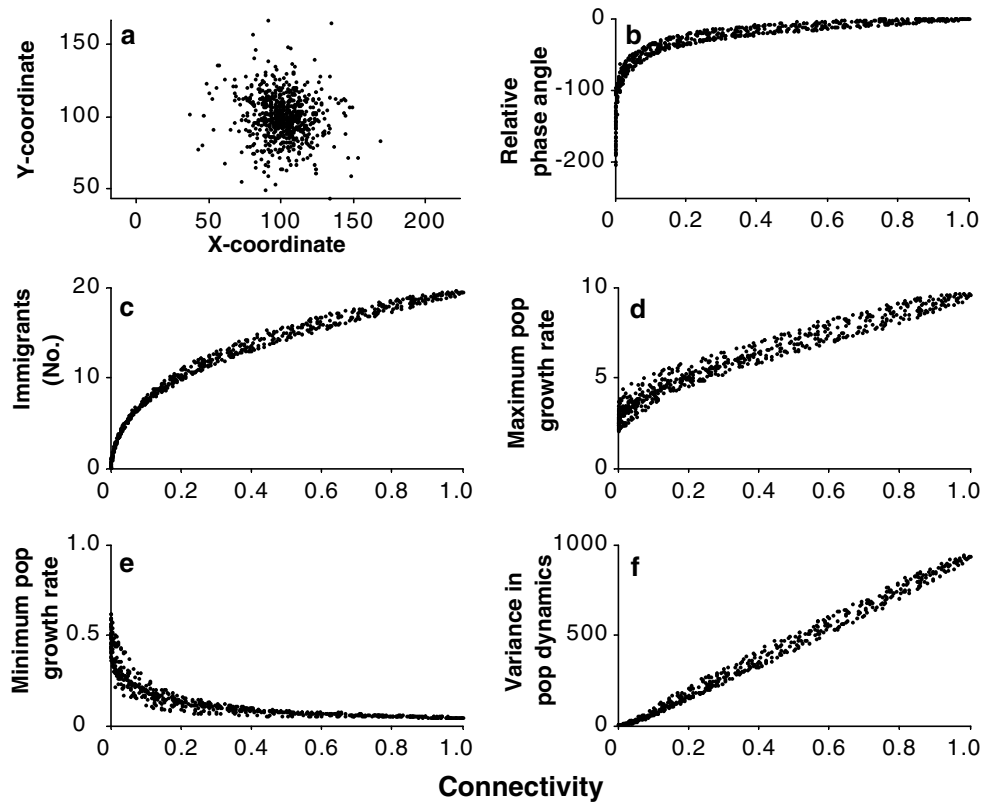 a
150
100
50
0
50
100
150
200
Y-coordinate
X-coordinate
b
0
-100
-200
0
0.2
0.4
0.6
0.8
1.0
Relative
phase angle
c
20
10
0
0
0.2
0.4
0.6
0.8
1.0
Immigrants
(No.)
d
10
5
0
0
0.2
0.4
0.6
0.8
1.0
Maximum pop
growth rate
e
1.0
0.5
0
0
0.2
0.4
0.6
0.8
1.0
Minimum pop
growth rate
f
1000
500
0
0
0.2
0.4
0.6
0.8
1.0
Variance in
pop dynamics
Connectivity